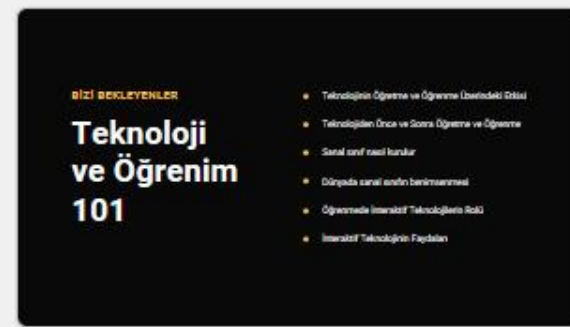 BİZİ BEKLEYENLER
Teknoloji
ve Öğrenim
101
Teknolojinin Öğretme ve Öğrenme Üzerindeki Etkisi
Teknolojiden Önce ve Sonra Öğretme ve Öğrenme
Sanal sınıf nasıl kurulur
Dünyada sanal sınıfın benimsenmesi
Öğrenmede İnteraktif Teknolojilerin Rolü
İnteraktif Teknolojinin Faydaları